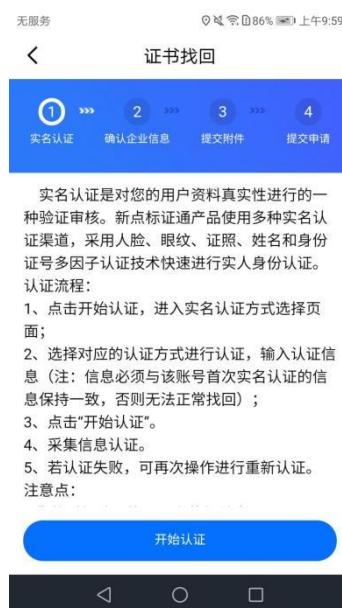 无服务 86% 上午9:59
证书找回
1 2 3 4
实名认证 确认企业信息 提交附件 提交申请
实名认证是对您的用户资料真实性进行的一
种验证审核。新点标证通产品使用多种实名认
证渠道，采用人脸、眼纹、证照、姓名和身份
证号多因子认证技术快速进行实人身份认证。
认证流程：
1、点击开始认证，进入实名认证方式选择页
面；
2、选择对应的认证方式进行认证，输入认证信
息（注：信息必须与该账号首次实名认证的信
息保持一致，否则无法正常找回）；
3、点击“开始认证”。
4、采集信息认证。
5、若认证失败，可再次操作进行重新认证。
注意点：
开始认证